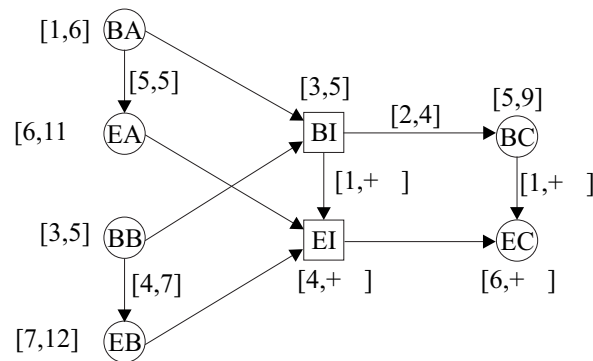 [1,6] BA
[5,5] [3,5] [5,9]
[6,11 EA BI [2,4] BC
[1,+ ] [1,+ ]
[3,5] BB EI EC
[4,7] [4,+ ] [6,+ ]
[7,12] EB